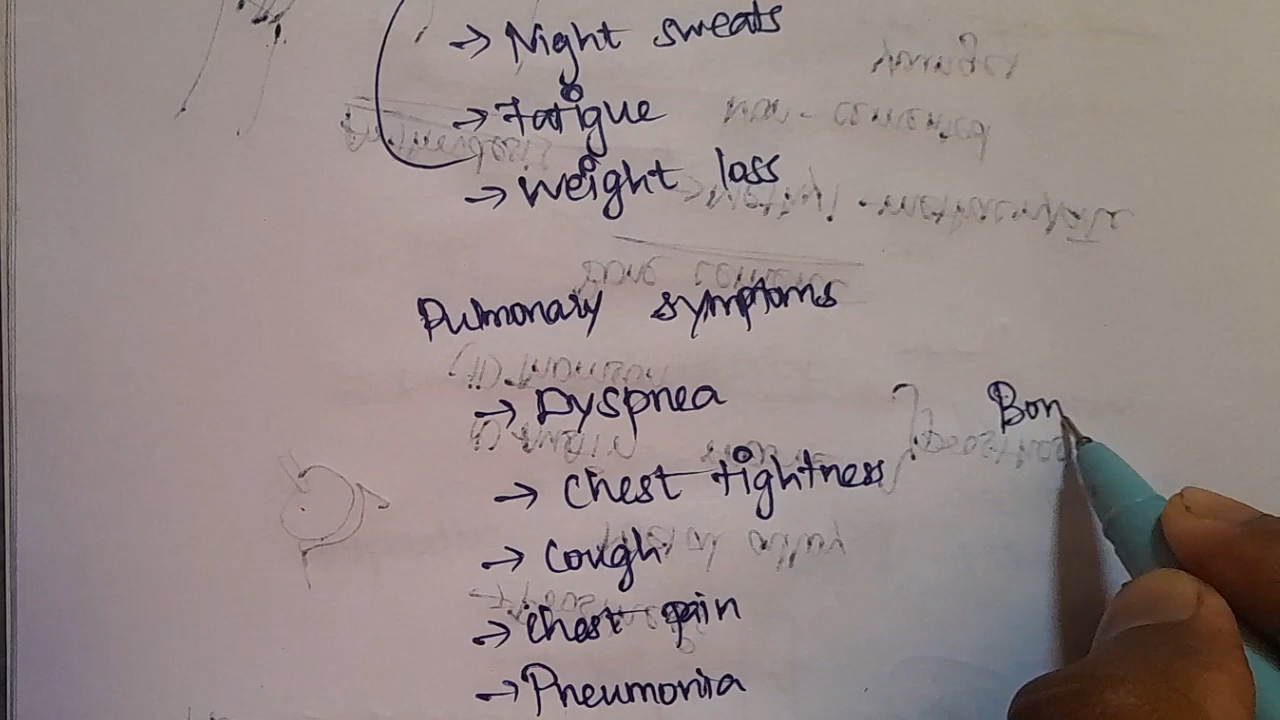 → Night sweats
→ Fatigue
→ Weight loss
Pulmonary symptoms
→ Dyspnea
→ Chest tightness
→ Cough
→ Chest pain
→ Pneumonia
Bon